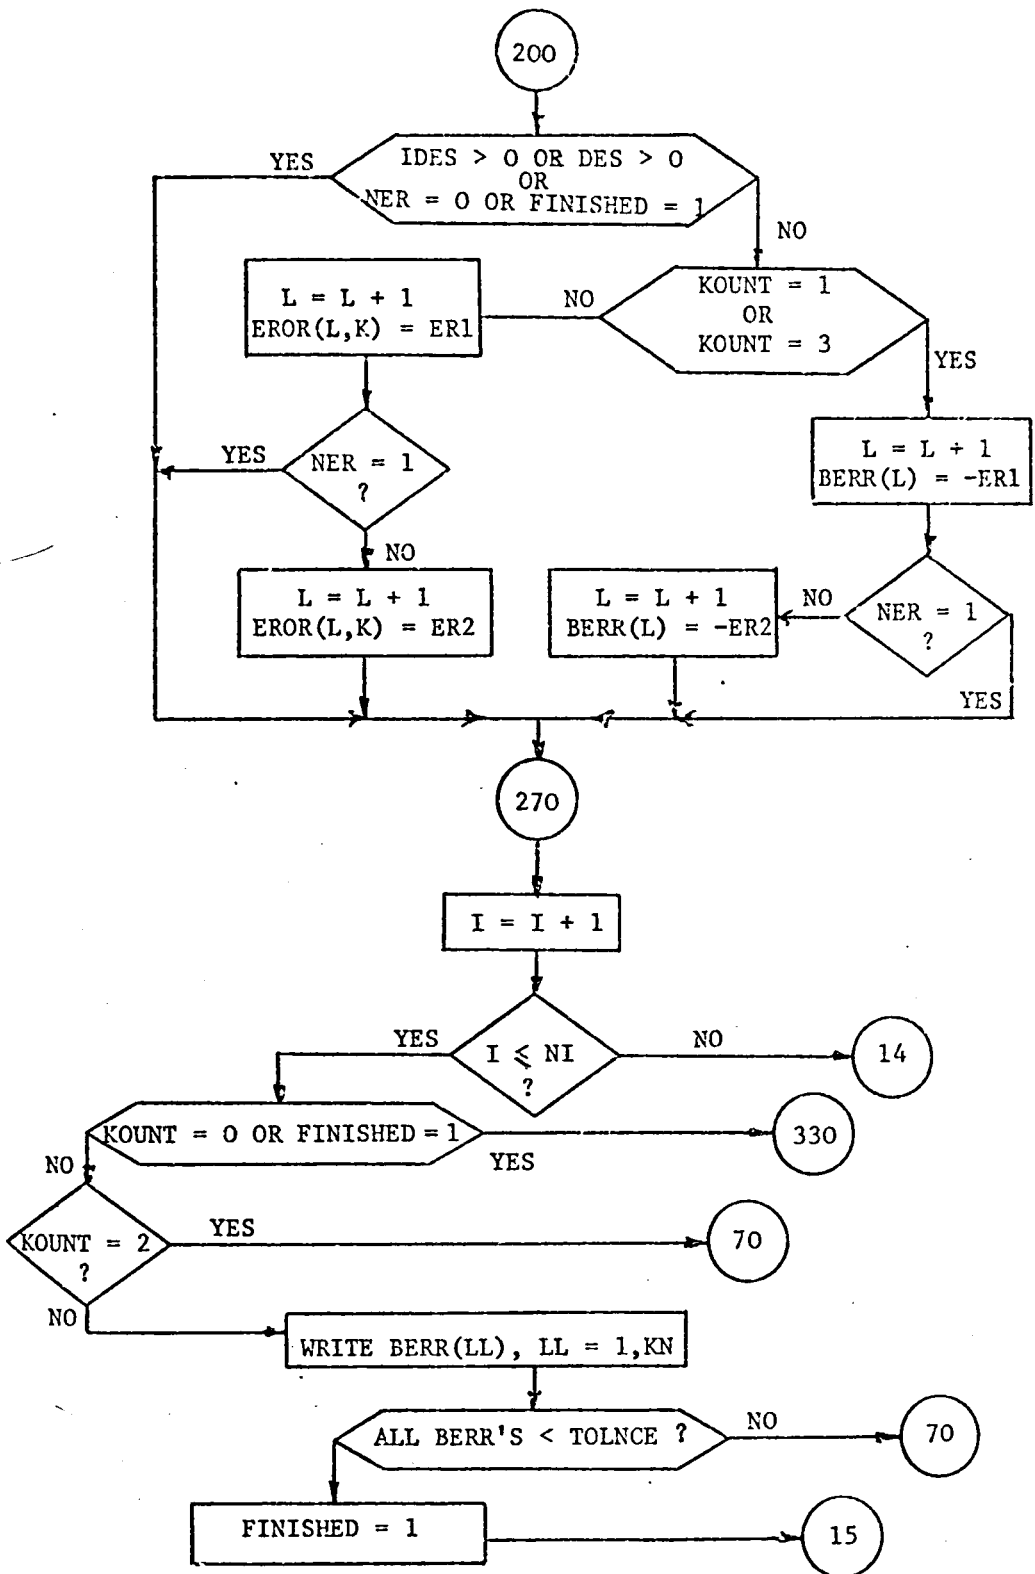 200
YES
IDES > 0 OR DES > 0
OR
NER = 0 OR FINISHED = 1
NO
L = L + 1
EROR(L,K) = ER1
NO
KOUNT = 1
OR
KOUNT = 3
YES
L = L + 1
BERR(L) = -ER1
YES
NER = 1
?
NO
L = L + 1
EROR(L,K) = ER2
L = L + 1
BERR(L) = -ER2
NO
NER = 1
?
YES
270
I = I + 1
YES
I ⩽ NI
?
NO
14
KOUNT = 0 OR FINISHED = 1
330
NO
YES
KOUNT = 2
?
YES
70
NO
WRITE BERR(LL), LL = 1,KN
ALL BERR'S < TOLNCE ?
NO
70
FINISHED = 1
15